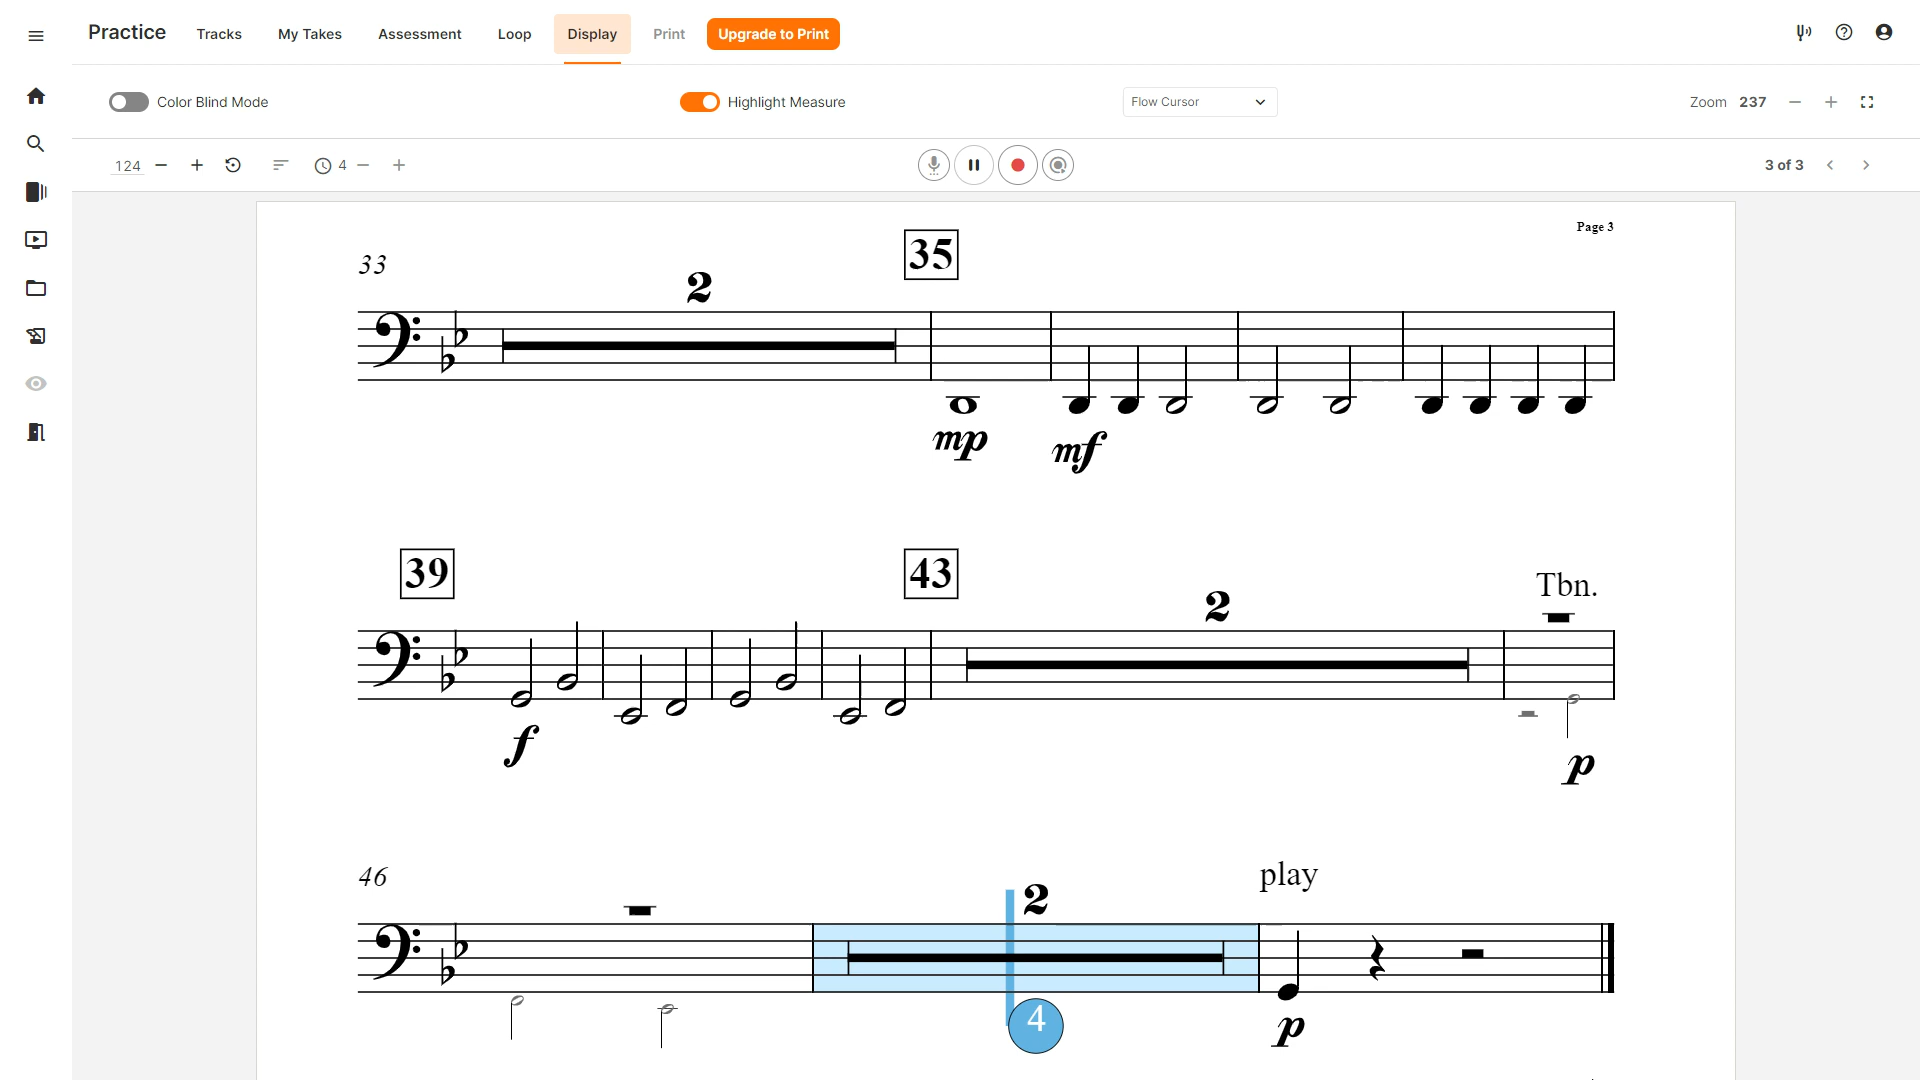 Practice Tracks My Takes Assessment Loop Display Print Upgrade to Print
Color Blind Mode Highlight Measure Flow Cursor Zoom 237
124 4 3 of 3
Page 3
33 2 35
mp mf
39 43 2 Tbn.
f p
46 2 play
4
p